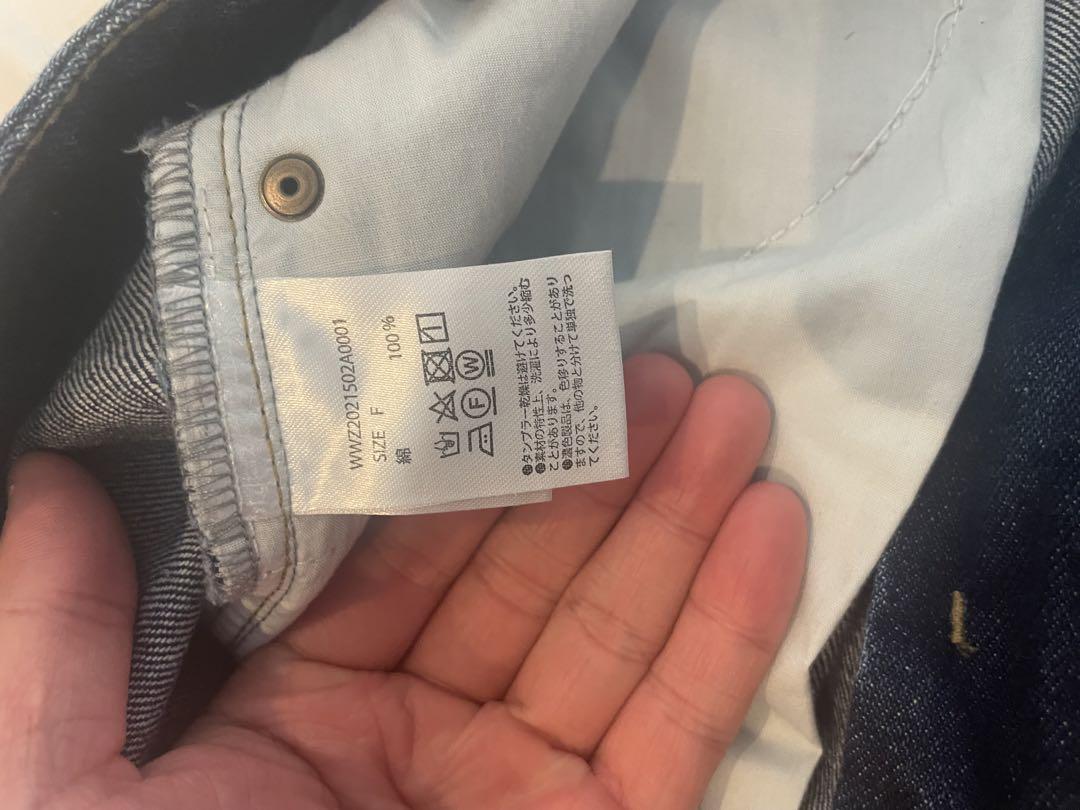 WWZ2021502A0001
SIZE F
綿 100%
F W
●タンブラー乾燥は避けてください。
●素材の特性上、洗濯により多少縮む
ことがあります。
●濃色製品は、色移りすることがあり
ますので、他の物と分けて単独で洗っ
てください。